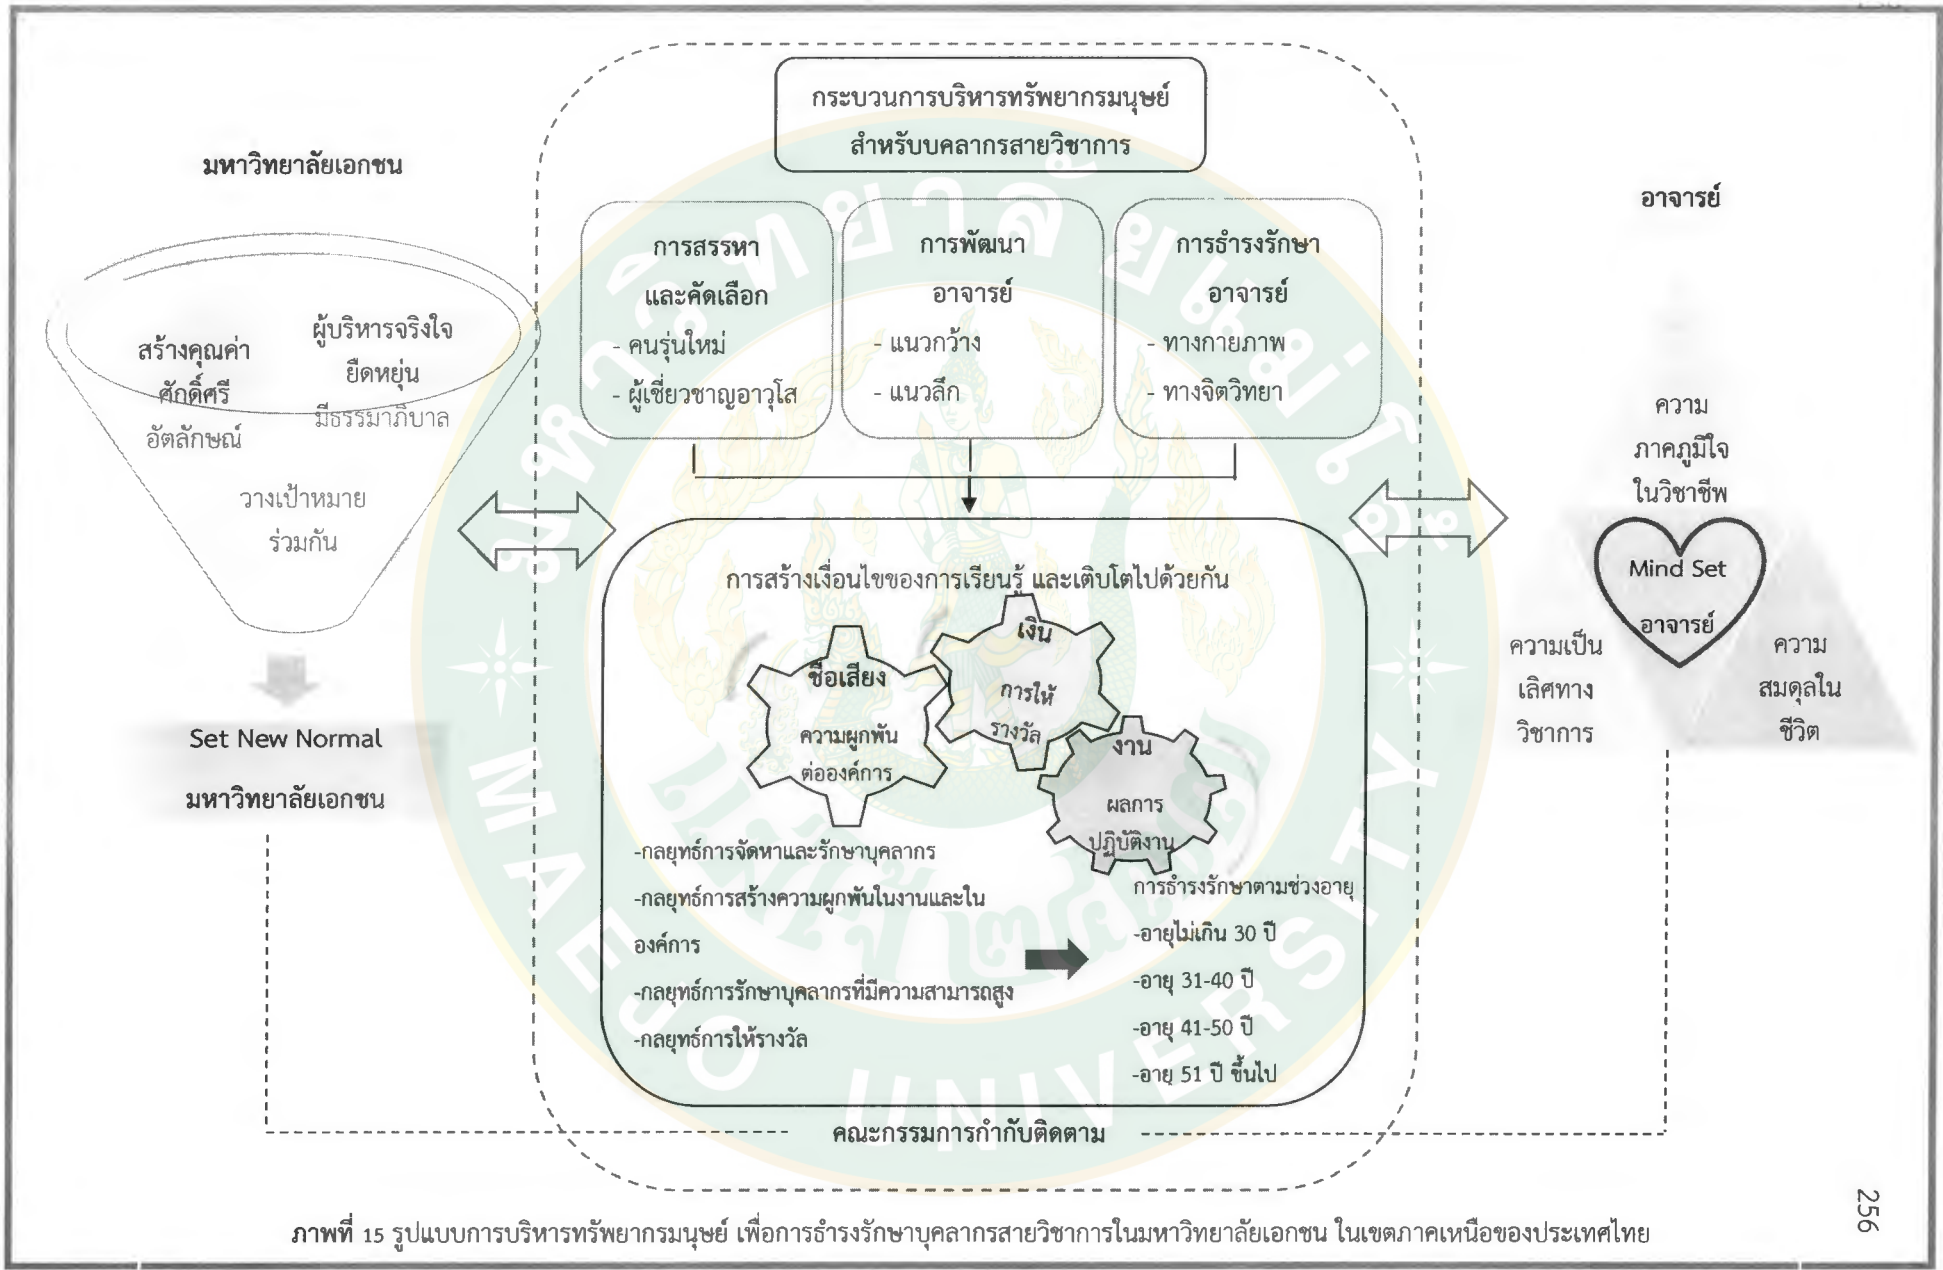 กระบวนการบริหารทรัพยากรมนุษย์
สำหรับบคลากรสายวิชาการ
มหาวิทยาลัยเอกชน
สร้างคุณค่า
ศักดิ์ศรี
อัตลักษณ์
ผู้บริหารจริงใจ
ยืดหยุ่น
มีธรรมาภิบาล
วางเป้าหมาย
ร่วมกัน
Set New Normal
มหาวิทยาลัยเอกชน
การสรรหา
และคัดเลือก
- คนรุ่นใหม่
- ผู้เชี่ยวชาญอาวุโส
การพัฒนา
อาจารย์
- แนวกว้าง
- แนวลึก
การธำรงรักษา
อาจารย์
- ทางกายภาพ
- ทางจิตวิทยา
การสร้างเงื่อนไขของการเรียนรู้ และเติบโตไปด้วยกัน
ชื่อเสียง
ความผูกพัน
ต่อองค์การ
เงิน
การให้
รางวัล
งาน
ผลการ
ปฏิบัติงาน
-กลยุทธ์การจัดหาและรักษาบุคลากร
-กลยุทธ์การสร้างความผูกพันในงานและใน
องค์การ
-กลยุทธ์การรักษาบุคลากรที่มีความสามารถสูง
-กลยุทธ์การให้รางวัล
การธำรงรักษาตามช่วงอายุ
-อายุไม่เกิน 30 ปี
-อายุ 31-40 ปี
-อายุ 41-50 ปี
-อายุ 51 ปี ขึ้นไป
อาจารย์
ความ
ภาคภูมิใจ
ในวิชาชีพ
Mind Set
อาจารย์
ความเป็น
เลิศทาง
วิชาการ
ความ
สมดุลใน
ชีวิต
คณะกรรมการกำกับติดตาม
มหาวิทยาลัยแม่โจ้
แม่โจ้ ๒๔๗๗
MAEJO UNIVERSITY
ภาพที่ 15 รูปแบบการบริหารทรัพยากรมนุษย์ เพื่อการธำรงรักษาบุคลากรสายวิชาการในมหาวิทยาลัยเอกชน ในเขตภาคเหนือของประเทศไทย
256